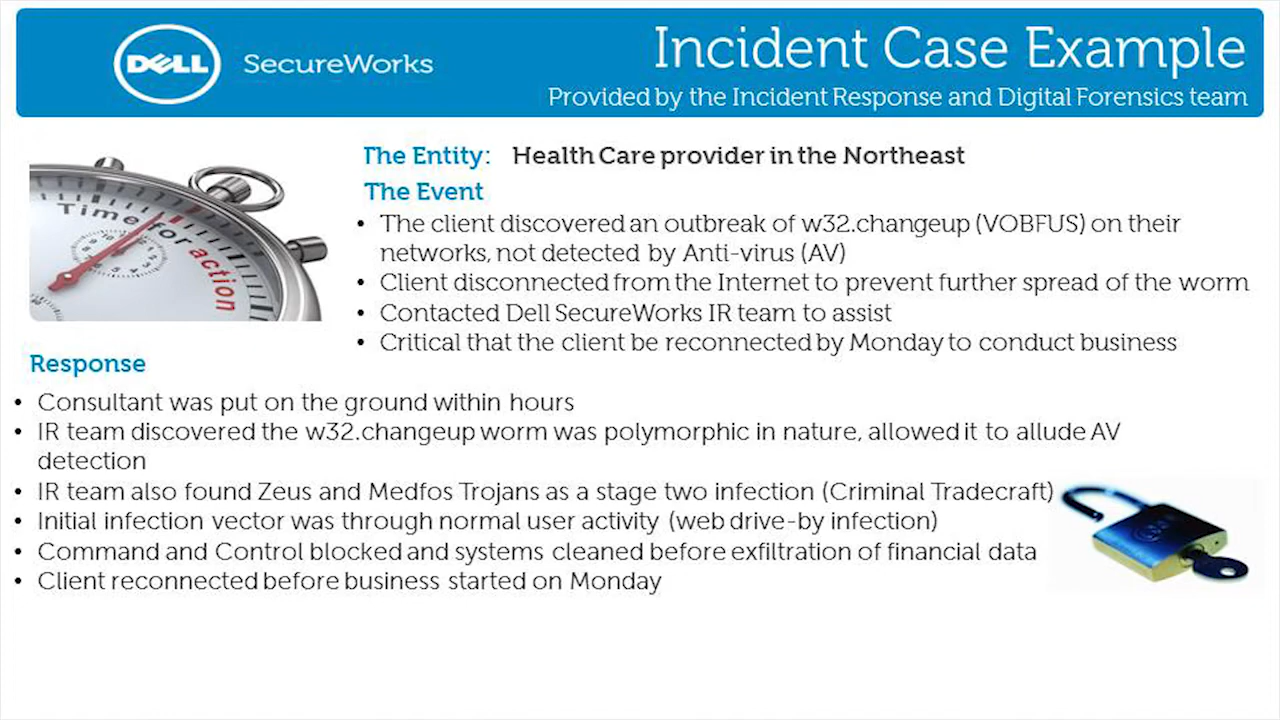 DELL SecureWorks
Incident Case Example
Provided by the Incident Response and Digital Forensics team
Time for action
The Entity: Health Care provider in the Northeast
The Event
• The client discovered an outbreak of w32.changeup (VOBFUS) on their
networks, not detected by Anti-virus (AV)
• Client disconnected from the Internet to prevent further spread of the worm
• Contacted Dell SecureWorks IR team to assist
• Critical that the client be reconnected by Monday to conduct business
Response
• Consultant was put on the ground within hours
• IR team discovered the w32.changeup worm was polymorphic in nature, allowed it to allude AV
detection
• IR team also found Zeus and Medfos Trojans as a stage two infection (Criminal Tradecraft)
• Initial infection vector was through normal user activity (web drive-by infection)
• Command and Control blocked and systems cleaned before exfiltration of financial data
• Client reconnected before business started on Monday